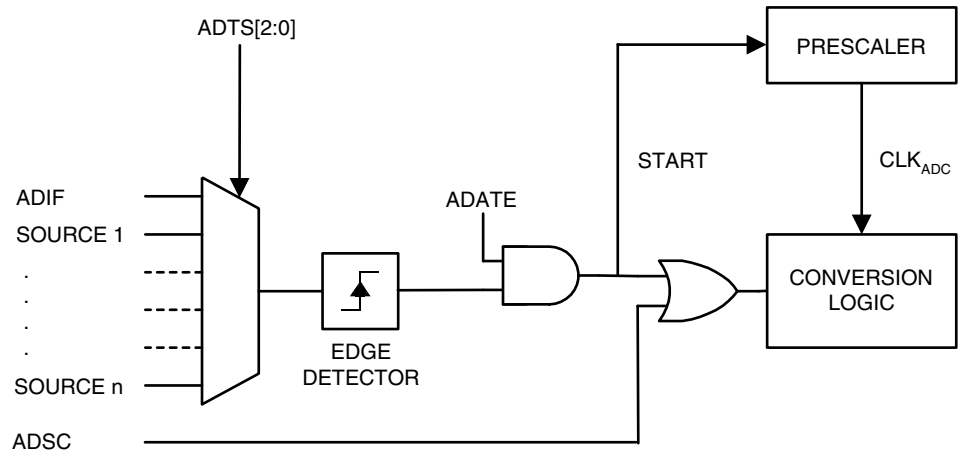 ADTS[2:0]
PRESCALER
START
CLKADC
ADIF
SOURCE 1
.
.
.
.
SOURCE n
ADSC
ADATE
EDGE
DETECTOR
CONVERSION
LOGIC